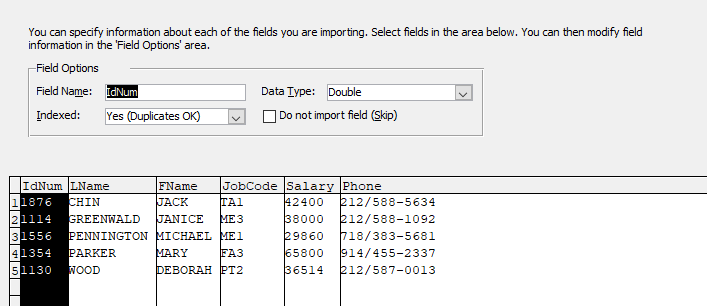 You can specify information about each of the fields you are importing. Select fields in the area below. You can then modify field
information in the 'Field Options' area.
Field Options
Field Name: IdNum Data Type: Double
Indexed: Yes (Duplicates OK) Do not import field (Skip)
IdNum LName FName JobCode Salary Phone
1 1876 CHIN JACK TA1 42400 212/588-5634
2 1114 GREENWALD JANICE ME3 38000 212/588-1092
3 1556 PENNINGTON MICHAEL ME1 29860 718/383-5681
4 1354 PARKER MARY FA3 65800 914/455-2337
5 1130 WOOD DEBORAH PT2 36514 212/587-0013